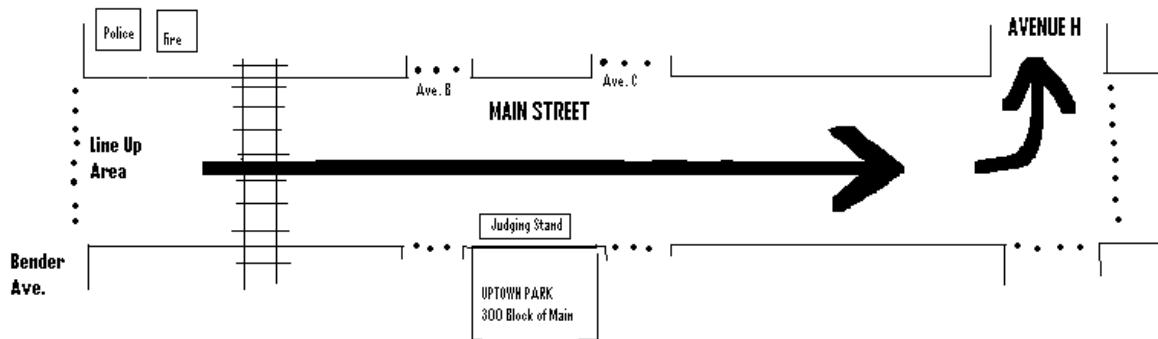 Police
Fire
AVENUE H
Ave. B
Ave. C
MAIN STREET
Line Up
Area
Judging Stand
Bender
Ave.
UPTOWN PARK
300 Block of Main